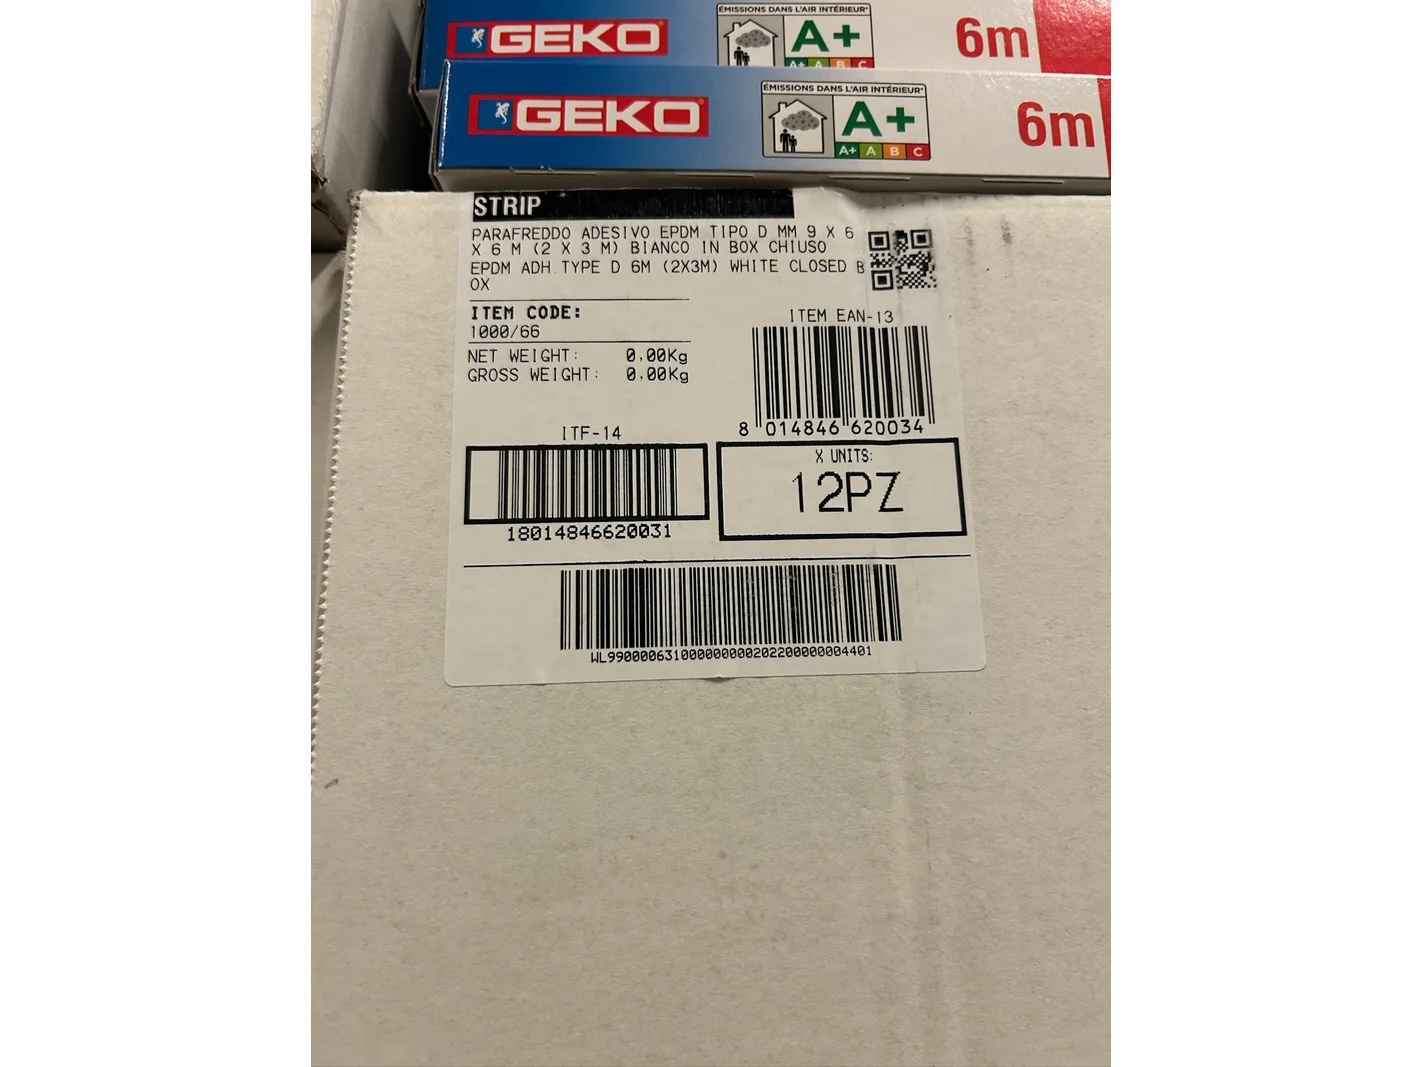 ÉMISSIONS DANS L'AIR INTÉRIEUR*
GEKO
A+
6m
A+ A B C
ÉMISSIONS DANS L'AIR INTÉRIEUR*
GEKO
A+
6m
A+ A B C
STRIP
PARAFREDDO ADESIVO EPDM TIPO D MM 9 X 6
X 6 M (2 X 3 M) BIANCO IN BOX CHIUSO
EPDM ADH.TYPE D 6M (2X3M) WHITE CLOSED B
OX
ITEM CODE:
1000/66
ITEM EAN-13
NET WEIGHT: 0,00Kg
GROSS WEIGHT: 0,00Kg
8 014846 620034
ITF-14
18014846620031
X UNITS:
12PZ
WL990000631000000000202200000004401